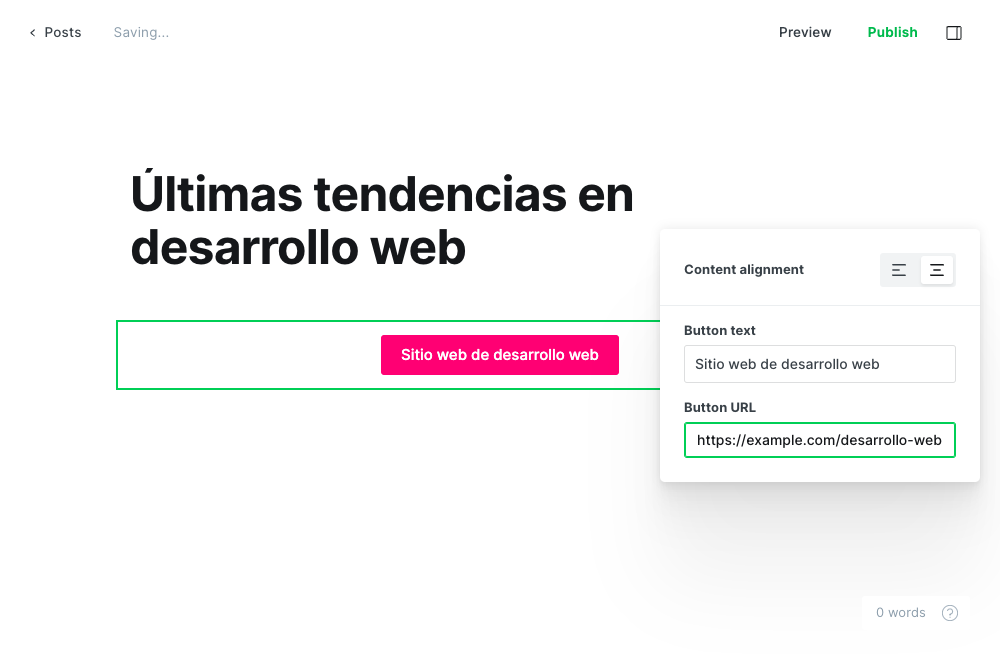 Posts
Saving...
Preview
Publish
Últimas tendencias en
desarrollo web
Sitio web de desarrollo web
Content alignment
Button text
Sitio web de desarrollo web
Button URL
https://example.com/desarrollo-web
0 words
?